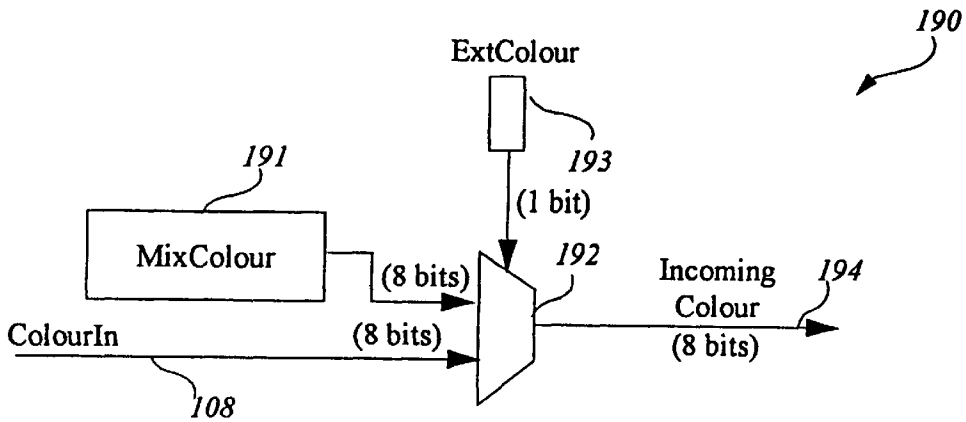 190
ExtColour
193
191
(1 bit)
MixColour
192
(8 bits)
Incoming
Colour
194
ColourIn
(8 bits)
(8 bits)
108